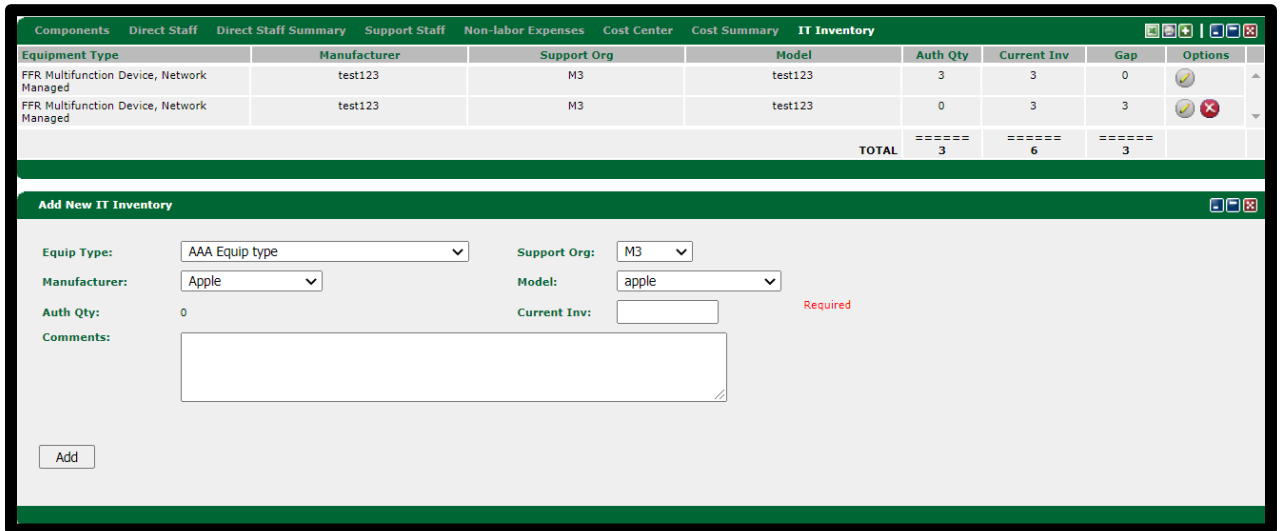 Components Direct Staff Direct Staff Summary Support Staff Non-labor Expenses Cost Center Cost Summary IT Inventory
Equipment Type Manufacturer Support Org Model Auth Qty Current Inv Gap Options
FFR Multifunction Device, Network
Managed test123 M3 test123 3 3 0
FFR Multifunction Device, Network
Managed test123 M3 test123 0 3 3
====== ====== ======
TOTAL 3 6 3
Add New IT Inventory
Equip Type: AAA Equip type Support Org: M3
Manufacturer: Apple Model: apple
Auth Qty: 0 Current Inv: Required
Comments:
Add